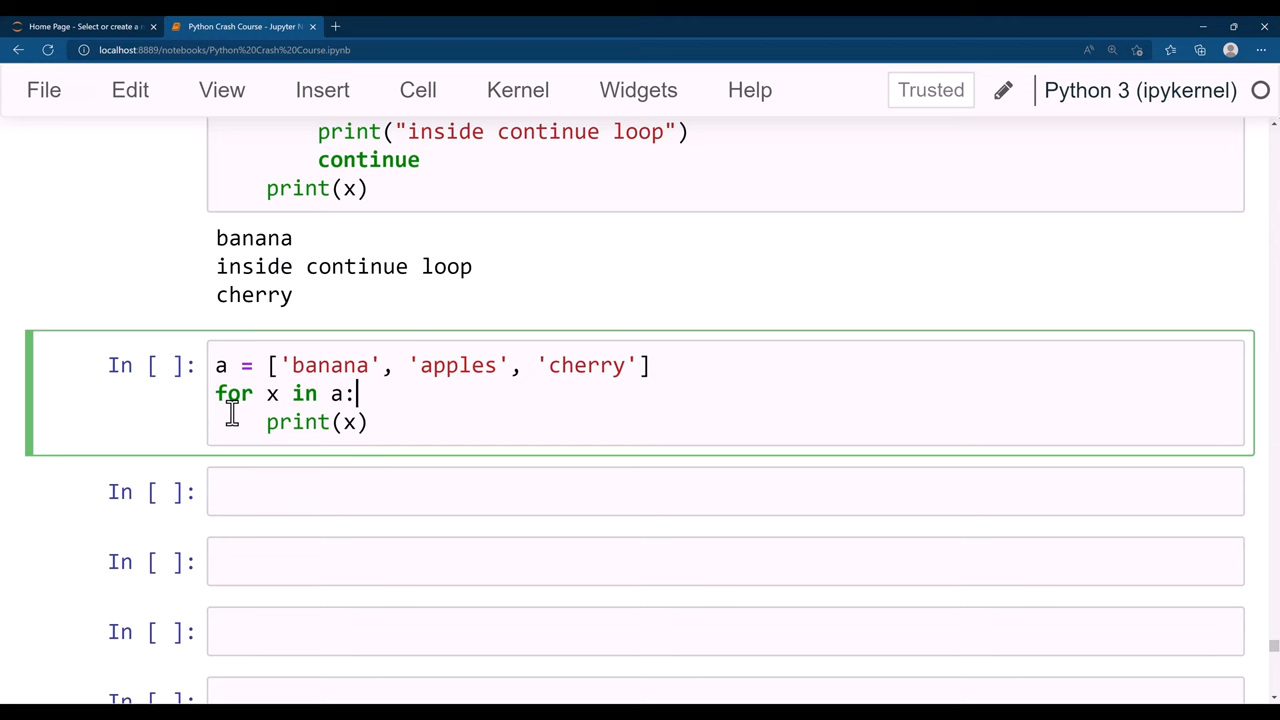 Home Page - Select or create a n
Python Crash Course - Jupyter N
localhost:8889/notebooks/Python%20Crash%20Course.ipynb
File Edit View Insert Cell Kernel Widgets Help Trusted Python 3 (ipykernel)
print("inside continue loop")
continue
print(x)
banana
inside continue loop
cherry
In [ ]: a = ['banana', 'apples', 'cherry']
for x in a:
print(x)
In [ ]:
In [ ]:
In [ ]:
In [ ]: